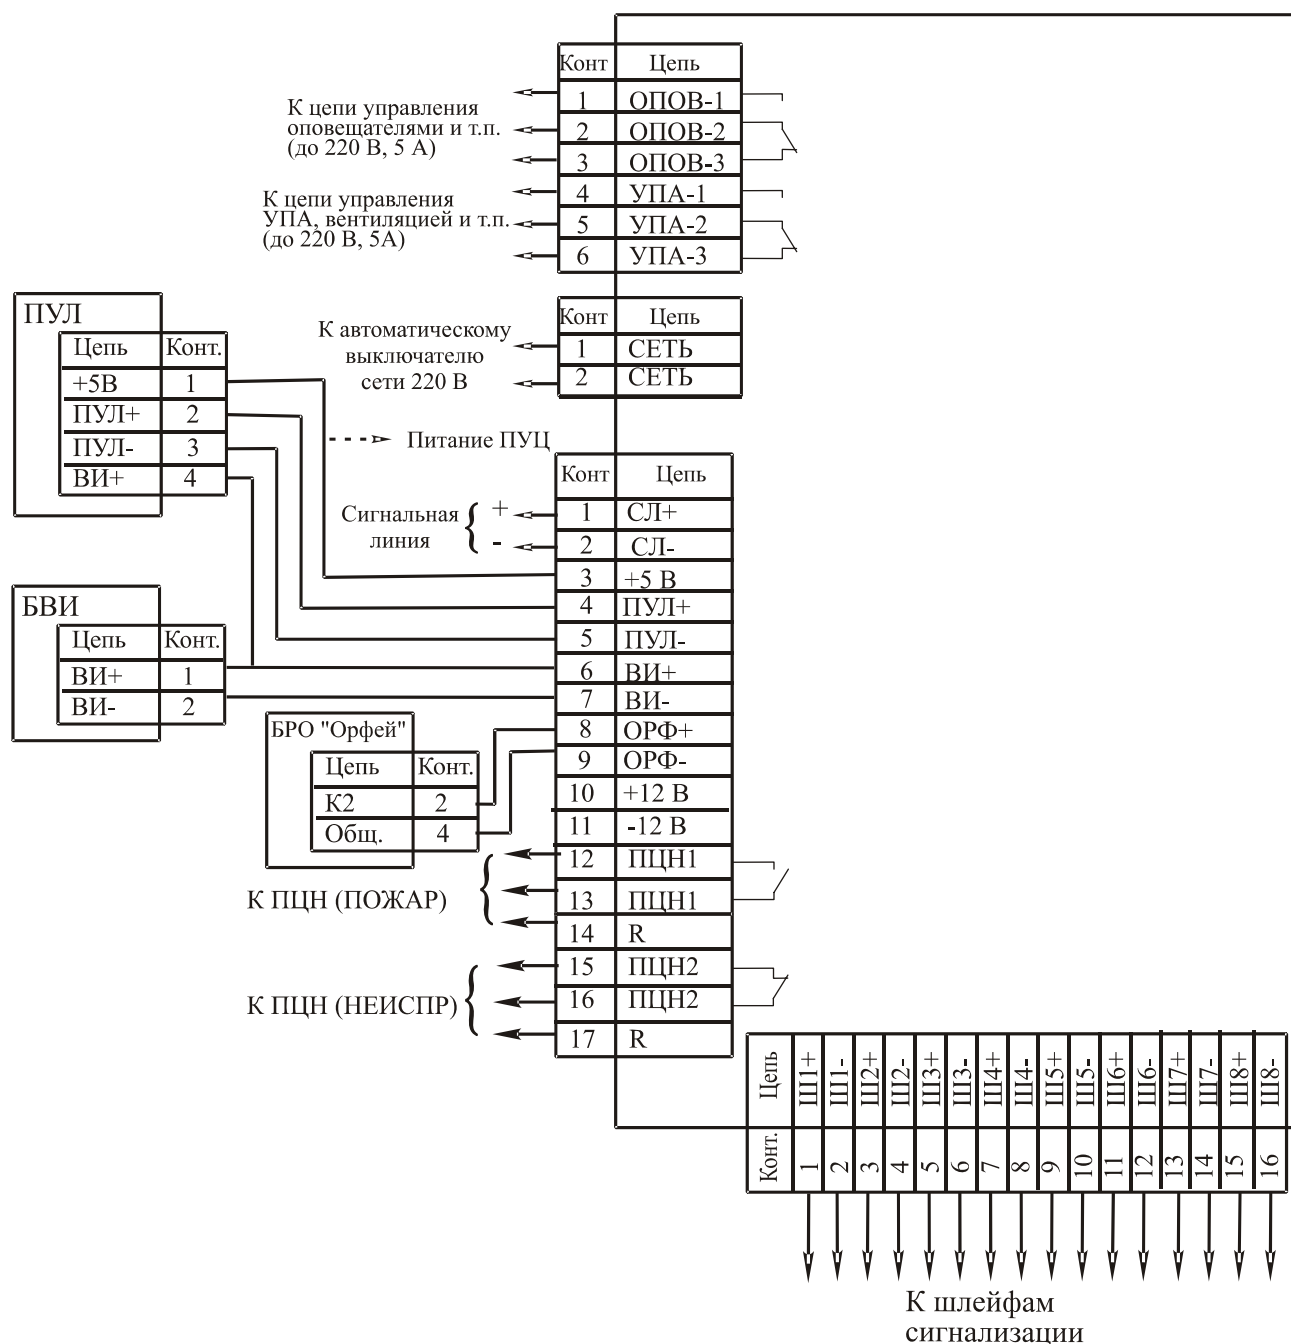 Конт Цепь
1 ОПОВ-1
2 ОПОВ-2
3 ОПОВ-3
4 УПА-1
5 УПА-2
6 УПА-3
К цепи управления
оповещателями и т.п.
(до 220 В, 5 А)
К цепи управления
УПА, вентиляцией и т.п.
(до 220 В, 5А)
Конт Цепь
1 СЕТЬ
2 СЕТЬ
К автоматическому
выключателю
сети 220 В
ПУЛ
Цепь Конт.
+5В 1
ПУЛ+ 2
ПУЛ- 3
ВИ+ 4
Питание ПУЦ
Сигнальная
линия
+
-
БВИ
Цепь Конт.
ВИ+ 1
ВИ- 2
БРО "Орфей"
Цепь Конт.
К2 2
Общ. 4
К ПЦН (ПОЖАР)
К ПЦН (НЕИСПР)
Конт Цепь
1 СЛ+
2 СЛ-
3 +5 В
4 ПУЛ+
5 ПУЛ-
6 ВИ+
7 ВИ-
8 ОРФ+
9 ОРФ-
10 +12 В
11 -12 В
12 ПЦН1
13 ПЦН1
14 R
15 ПЦН2
16 ПЦН2
17 R
Цепь Ш1+ Ш1- Ш2+ Ш2- Ш3+ Ш3- Ш4+ Ш4- Ш5+ Ш5- Ш6+ Ш6- Ш7+ Ш7- Ш8+ Ш8-
Конт. 1 2 3 4 5 6 7 8 9 10 11 12 13 14 15 16
К шлейфам
сигнализации